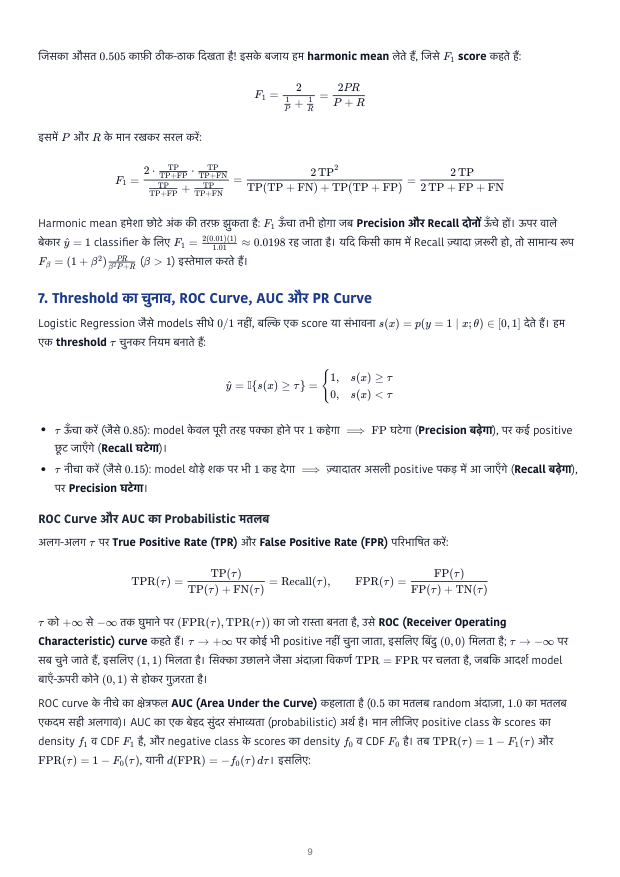 जिसका औसत 0.505 काफ़ी ठीक-ठाक दिखता है! इसके बजाय हम harmonic mean लेते हैं, जिसे F₁ score कहते हैं:
F₁ = 2 / (1/P + 1/R) = 2PR / (P + R)
इसमें P और R के मान रखकर सरल करें:
F₁ = (2 · TP/(TP+FP) · TP/(TP+FN)) / (TP/(TP+FP) + TP/(TP+FN)) = 2 TP² / (TP(TP + FN) + TP(TP + FP)) = 2 TP / (2 TP + FP + FN)
Harmonic mean हमेशा छोटे अंक की तरफ़ झुकता है: F₁ ऊँचा तभी होगा जब Precision और Recall दोनों ऊँचे हों। ऊपर वाले
बेकार ŷ = 1 classifier के लिए F₁ = 2(0.01)(1)/1.01 ≈ 0.0198 रह जाता है। यदि किसी काम में Recall ज़्यादा ज़रूरी हो, तो सामान्य रूप
F_β = (1 + β²) PR/(β²P+R) (β > 1) इस्तेमाल करते हैं।
7. Threshold का चुनाव, ROC Curve, AUC और PR Curve
Logistic Regression जैसे models सीधे 0/1 नहीं, बल्कि एक score या संभावना s(x) = p(y = 1 | x; θ) ∈ [0, 1] देते हैं। हम
एक threshold τ चुनकर नियम बनाते हैं:
ŷ = 𝕀{s(x) ≥ τ} = { 1, s(x) ≥ τ
0, s(x) < τ
• τ ऊँचा करें (जैसे 0.85): model केवल पूरी तरह पक्का होने पर 1 कहेगा ⟹ FP घटेगा (Precision बढ़ेगा), पर कई positive
छूट जाएँगे (Recall घटेगा)।
• τ नीचा करें (जैसे 0.15): model थोड़े शक पर भी 1 कह देगा ⟹ ज़्यादातर असली positive पकड़ में आ जाएँगे (Recall बढ़ेगा),
पर Precision घटेगा।
ROC Curve और AUC का Probabilistic मतलब
अलग-अलग τ पर True Positive Rate (TPR) और False Positive Rate (FPR) परिभाषित करें:
TPR(τ) = TP(τ) / (TP(τ) + FN(τ)) = Recall(τ), FPR(τ) = FP(τ) / (FP(τ) + TN(τ))
τ को +∞ से −∞ तक घुमाने पर (FPR(τ), TPR(τ)) का जो रास्ता बनता है, उसे ROC (Receiver Operating
Characteristic) curve कहते हैं। τ → +∞ पर कोई भी positive नहीं चुना जाता, इसलिए बिंदु (0, 0) मिलता है; τ → −∞ पर
सब चुने जाते हैं, इसलिए (1, 1) मिलता है। सिक्का उछालने जैसा अंदाज़ा विकर्ण TPR = FPR पर चलता है, जबकि आदर्श model
बाएँ-ऊपरी कोने (0, 1) से होकर गुज़रता है।
ROC curve के नीचे का क्षेत्रफल AUC (Area Under the Curve) कहलाता है (0.5 का मतलब random अंदाज़ा, 1.0 का मतलब
एकदम सही अलगाव)। AUC का एक बेहद सुंदर संभाव्यता (probabilistic) अर्थ है। मान लीजिए positive class के scores का
density f₁ व CDF F₁ है, और negative class के scores का density f₀ व CDF F₀ है। तब TPR(τ) = 1 − F₁(τ) और
FPR(τ) = 1 − F₀(τ), यानी d(FPR) = −f₀(τ) dτ। इसलिए:
9